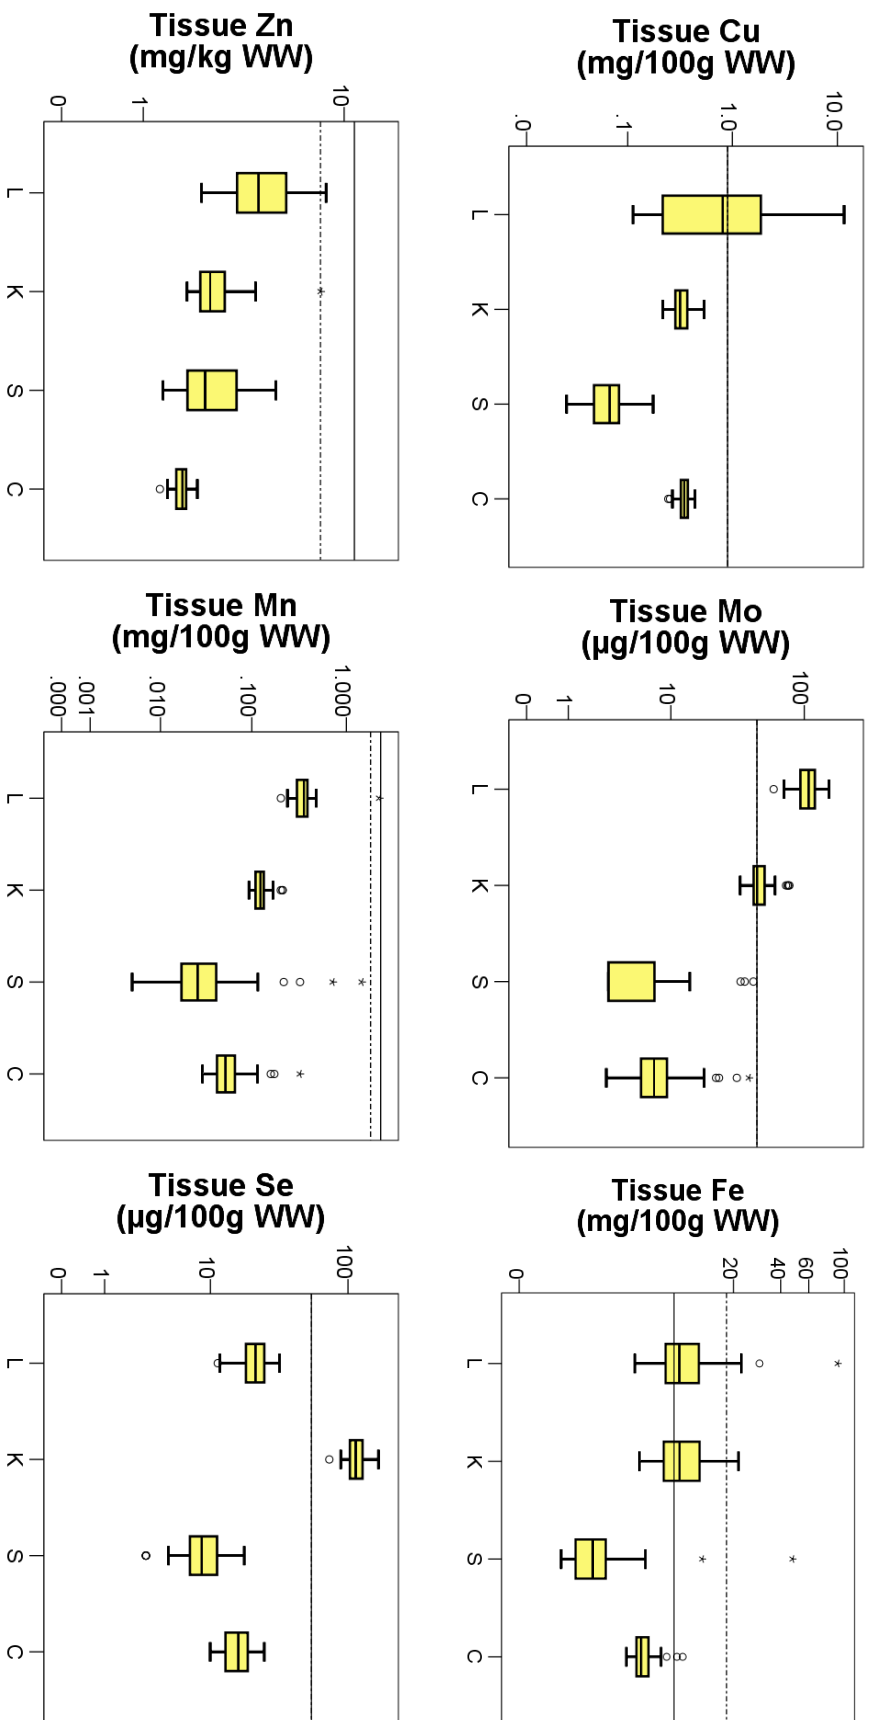 Tissue Zn
(mg/kg WW)
0
1
10
L
K
S
C
Tissue Cu
(mg/100g WW)
.0
.1
1.0
10.0
L
K
S
C
Tissue Mn
(mg/100g WW)
.000
.001
.010
.100
1.000
L
K
S
C
Tissue Mo
(µg/100g WW)
0
1
10
100
L
K
S
C
Tissue Se
(µg/100g WW)
0
1
10
100
L
K
S
C
Tissue Fe
(mg/100g WW)
0
20
40
60
100
L
K
S
C